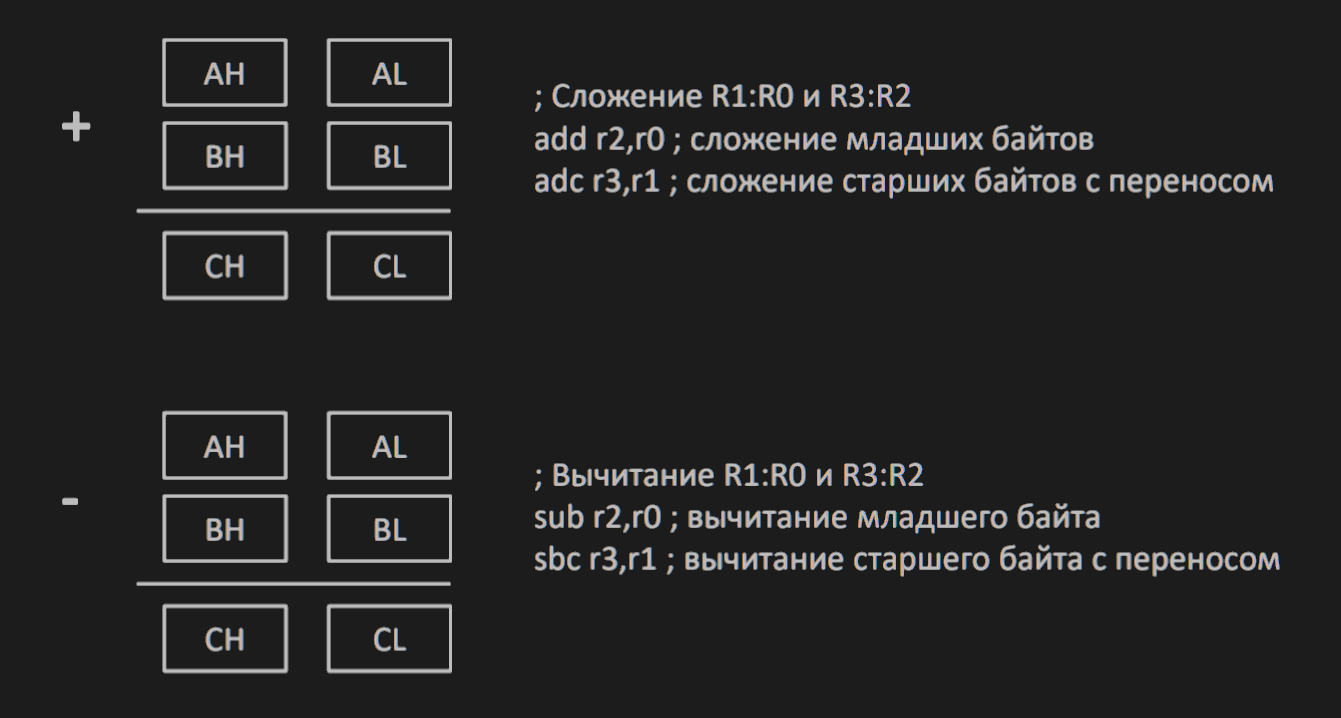 +
AH AL
BH BL
CH CL
; Сложение R1:R0 и R3:R2
add r2,r0 ; сложение младших байтов
adc r3,r1 ; сложение старших байтов с переносом
-
AH AL
BH BL
CH CL
; Вычитание R1:R0 и R3:R2
sub r2,r0 ; вычитание младшего байта
sbc r3,r1 ; вычитание старшего байта с переносом